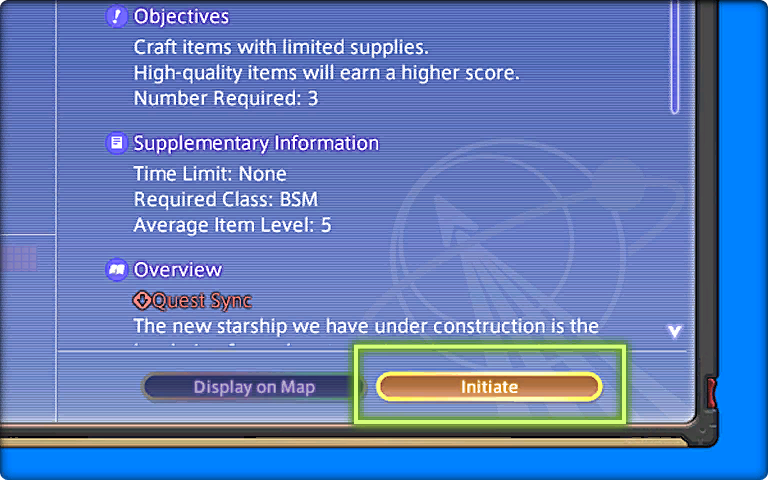 Objectives
Craft items with limited supplies.
High-quality items will earn a higher score.
Number Required: 3
Supplementary Information
Time Limit: None
Required Class: BSM
Average Item Level: 5
Overview
Quest Sync
The new starship we have under construction is the
Display on Map
Initiate